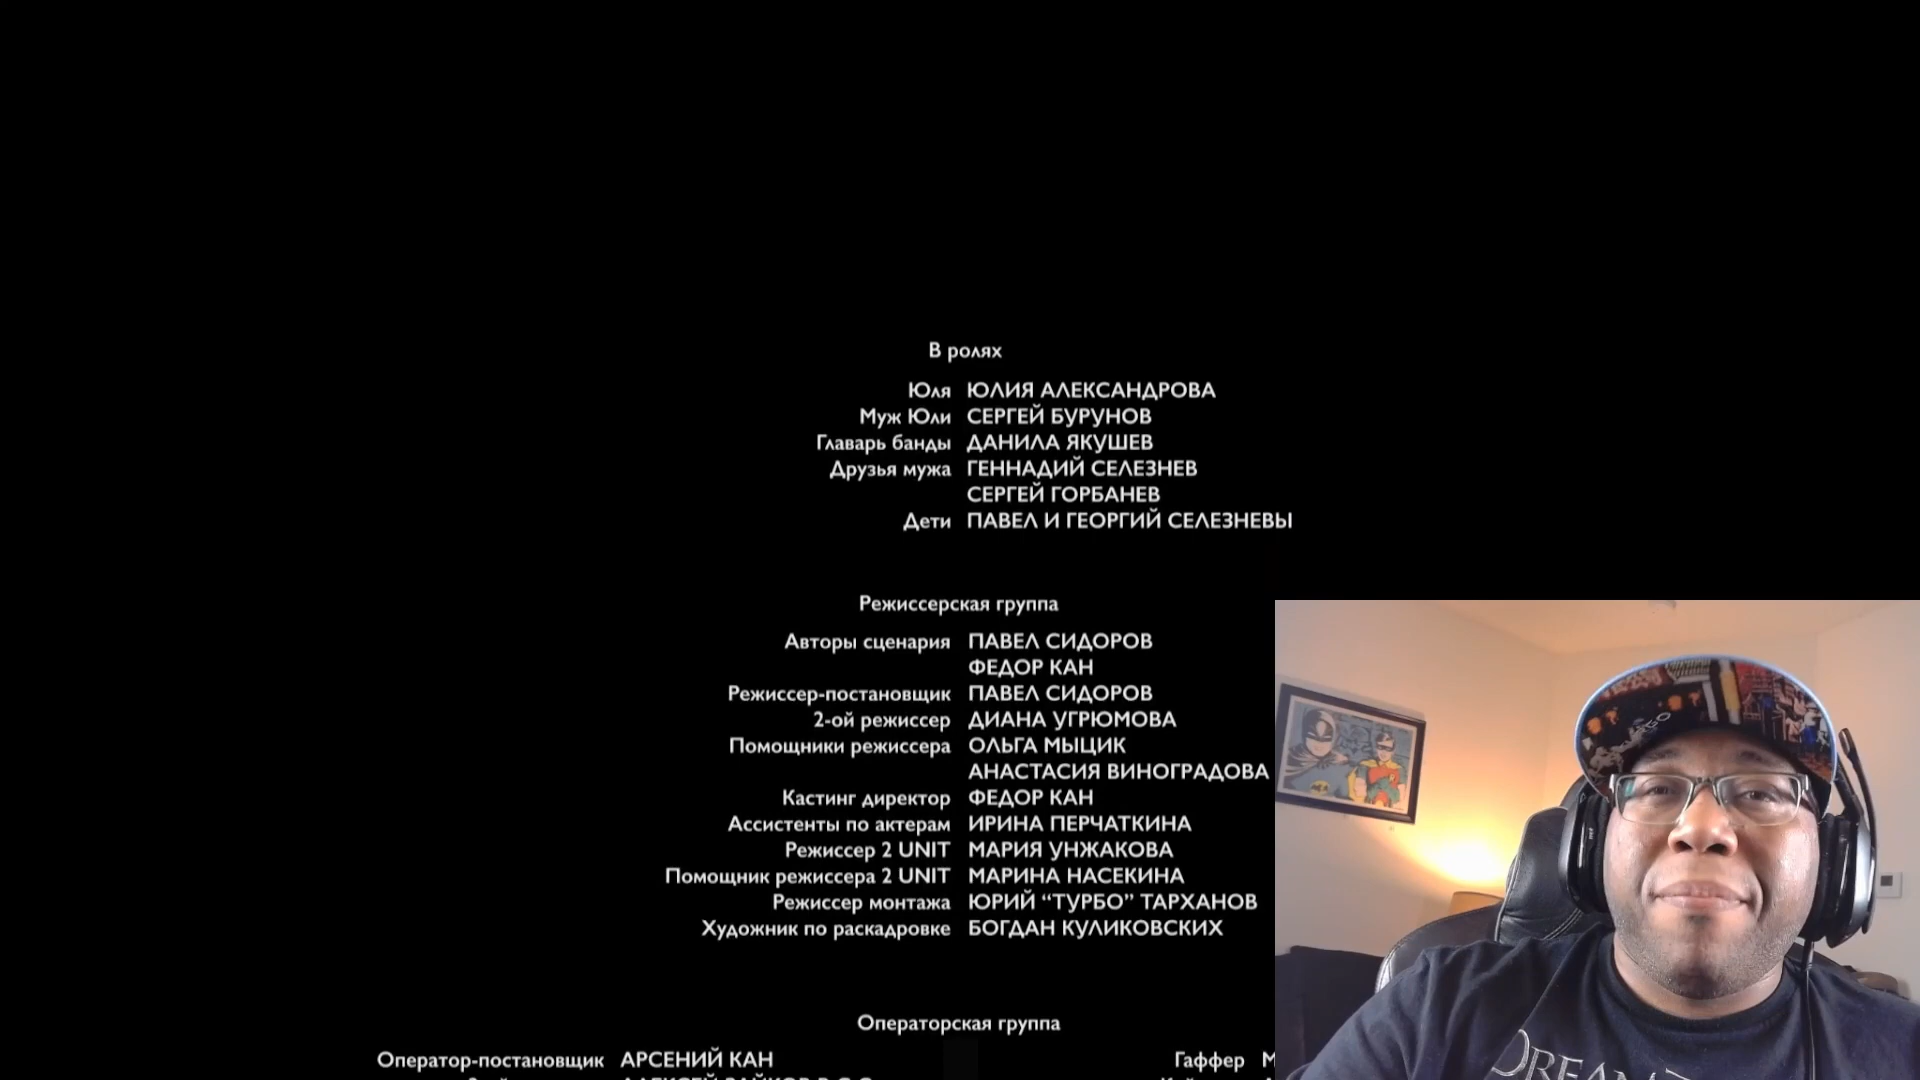 В ролях
Юля ЮЛИЯ АЛЕКСАНДРОВА
Муж Юли СЕРГЕЙ БУРУНОВ
Главарь банды ДАНИЛА ЯКУШЕВ
Друзья мужа ГЕННАДИЙ СЕЛЕЗНЕВ
СЕРГЕЙ ГОРБАНЕВ
Дети ПАВЕЛ И ГЕОРГИЙ СЕЛЕЗНЕВЫ
Режиссерская группа
Авторы сценария ПАВЕЛ СИДОРОВ
ФЕДОР КАН
Режиссер-постановщик ПАВЕЛ СИДОРОВ
2-ой режиссер ДИАНА УГРЮМОВА
Помощники режиссера ОЛЬГА МЫЦИК
АНАСТАСИЯ ВИНОГРАДОВА
Кастинг директор ФЕДОР КАН
Ассистенты по актерам ИРИНА ПЕРЧАТКИНА
Режиссер 2 UNIT МАРИЯ УНЖАКОВА
Помощник режиссера 2 UNIT МАРИНА НАСЕКИНА
Режиссер монтажа ЮРИЙ “ТУРБО” ТАРХАНОВ
Художник по раскадровке БОГДАН КУЛИКОВСКИХ
Операторская группа
Оператор-постановщик АРСЕНИЙ КАН Гаффер